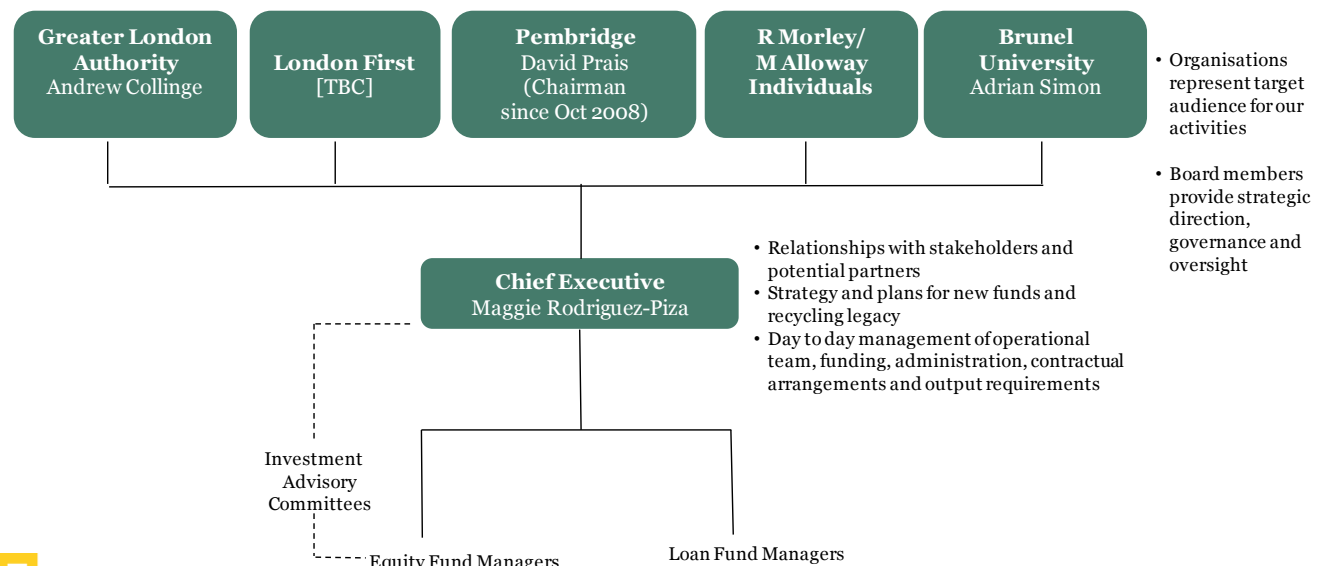 Greater London
Authority
Andrew Collinge
London First
[TBC]
Pembridge
David Prais
(Chairman
since Oct 2008)
R Morley/
M Alloway
Individuals
Brunel
University
Adrian Simon
• Organisations
represent target
audience for our
activities
• Board members
provide strategic
direction,
governance and
oversight
Chief Executive
Maggie Rodriguez-Piza
• Relationships with stakeholders and
potential partners
• Strategy and plans for new funds and
recycling legacy
• Day to day management of operational
team, funding, administration, contractual
arrangements and output requirements
Investment
Advisory
Committees
Equity Fund Managers
Loan Fund Managers